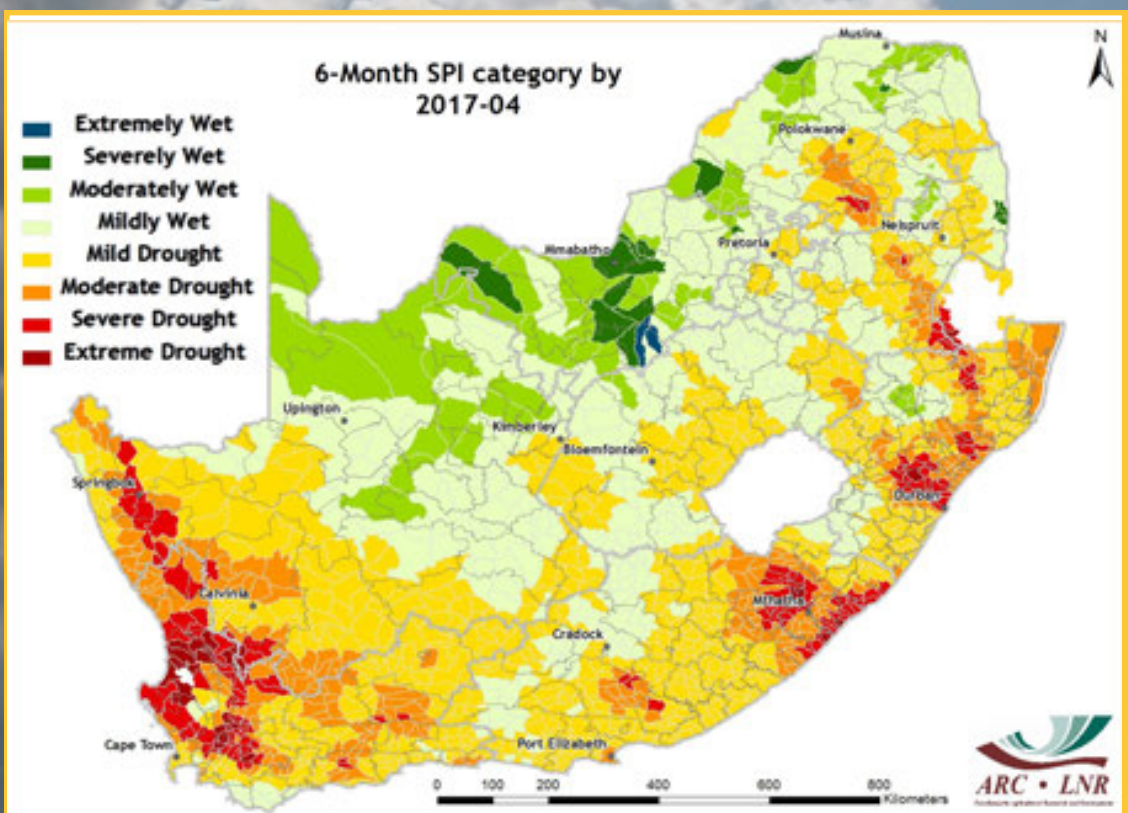 6-Month SPI category by
2017-04
N
Extremely Wet
Severely Wet
Moderately Wet
Mildly Wet
Mild Drought
Moderate Drought
Severe Drought
Extreme Drought
Musina
Polokwane
Nelspruit
Pretoria
Mmabatho
Upington
Kimberley
Bloemfontein
Springbok
Durban
Calvinia
Mthatha
Cradock
Cape Town
Port Elizabeth
0 100 200 400 600 800
Kilometers
ARC • LNR